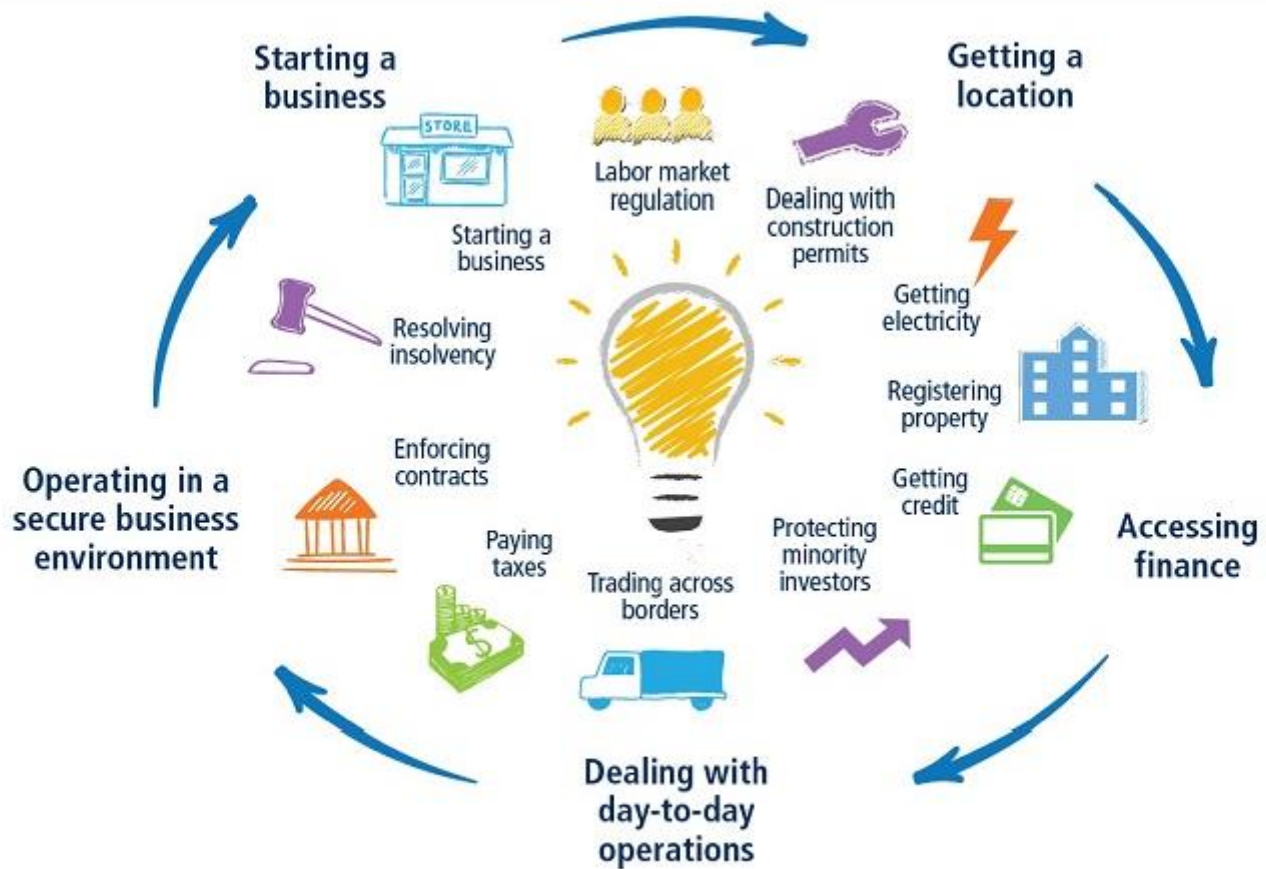 Starting a
business
Getting a
location
STORE
Labor market
regulation
Dealing with
construction
permits
Starting a
business
Getting
electricity
Resolving
insolvency
Registering
property
Enforcing
contracts
Getting
credit
Operating in a
secure business
environment
Accessing
finance
Paying
taxes
$
Trading across
borders
Protecting
minority
investors
Dealing with
day-to-day
operations